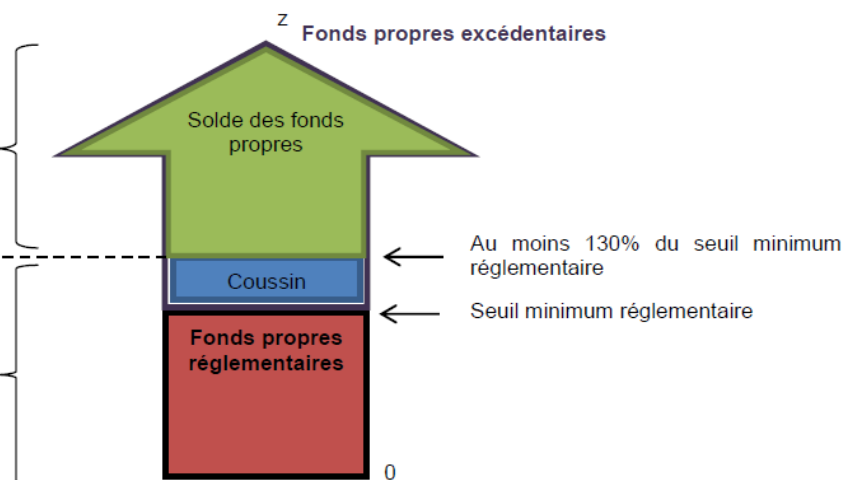 z
Fonds propres excédentaires
Solde des fonds
propres
Au moins 130% du seuil minimum
réglementaire
Coussin
Seuil minimum réglementaire
Fonds propres
réglementaires
0